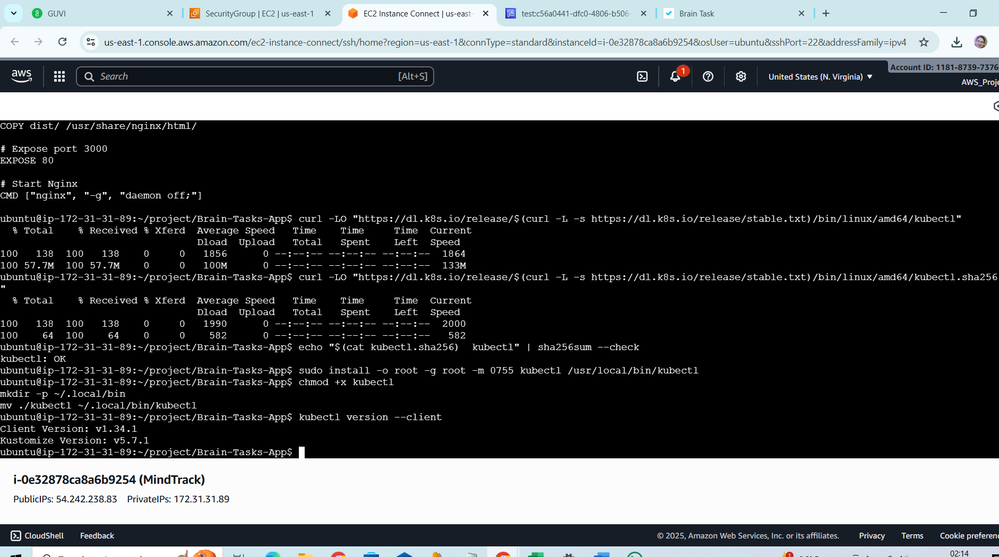 GUVI
SecurityGroup | EC2 | us-east-1
EC2 Instance Connect | us-east-
test:c56a0441-dfc0-4806-b506-
Brain Task
us-east-1.console.aws.amazon.com/ec2-instance-connect/ssh/home?region=us-east-1&connType=standard&instanceId=i-0e32878ca8a6b9254&osUser=ubuntu&sshPort=22&addressFamily=ipv4
aws
Search
[Alt+S]
1
United States (N. Virginia)
Account ID: 1181-8739-7376
AWS_Proje
COPY dist/ /usr/share/nginx/html/
# Expose port 3000
EXPOSE 80
# Start Nginx
CMD ["nginx", "-g", "daemon off;"]
ubuntu@ip-172-31-31-89:~/project/Brain-Tasks-App$ curl -LO "https://dl.k8s.io/release/$(curl -L -s https://dl.k8s.io/release/stable.txt)/bin/linux/amd64/kubectl"
% Total    % Received % Xferd  Average Speed   Time    Time     Time  Current
Dload  Upload   Total   Spent    Left  Speed
100   138  100   138    0     0   1856      0 --:--:-- --:--:-- --:--:--  1864
100 57.7M  100 57.7M    0     0   100M      0 --:--:-- --:--:-- --:--:--  133M
ubuntu@ip-172-31-31-89:~/project/Brain-Tasks-App$ curl -LO "https://dl.k8s.io/release/$(curl -L -s https://dl.k8s.io/release/stable.txt)/bin/linux/amd64/kubectl.sha256
"
% Total    % Received % Xferd  Average Speed   Time    Time     Time  Current
Dload  Upload   Total   Spent    Left  Speed
100   138  100   138    0     0   1990      0 --:--:-- --:--:-- --:--:--  2000
100    64  100    64    0     0    582      0 --:--:-- --:--:-- --:--:--   582
ubuntu@ip-172-31-31-89:~/project/Brain-Tasks-App$ echo "$(cat kubectl.sha256)  kubectl" | sha256sum --check
kubectl: OK
ubuntu@ip-172-31-31-89:~/project/Brain-Tasks-App$ sudo install -o root -g root -m 0755 kubectl /usr/local/bin/kubectl
ubuntu@ip-172-31-31-89:~/project/Brain-Tasks-App$ chmod +x kubectl
mkdir -p ~/.local/bin
mv ./kubectl ~/.local/bin/kubectl
ubuntu@ip-172-31-31-89:~/project/Brain-Tasks-App$ kubectl version --client
Client Version: v1.34.1
Kustomize Version: v5.7.1
ubuntu@ip-172-31-31-89:~/project/Brain-Tasks-App$
i-0e32878ca8a6b9254 (MindTrack)
PublicIPs: 54.242.238.83    PrivateIPs: 172.31.31.89
CloudShell
Feedback
© 2025, Amazon Web Services, Inc. or its affiliates.
Privacy
Terms
Cookie preferen
1
02:14